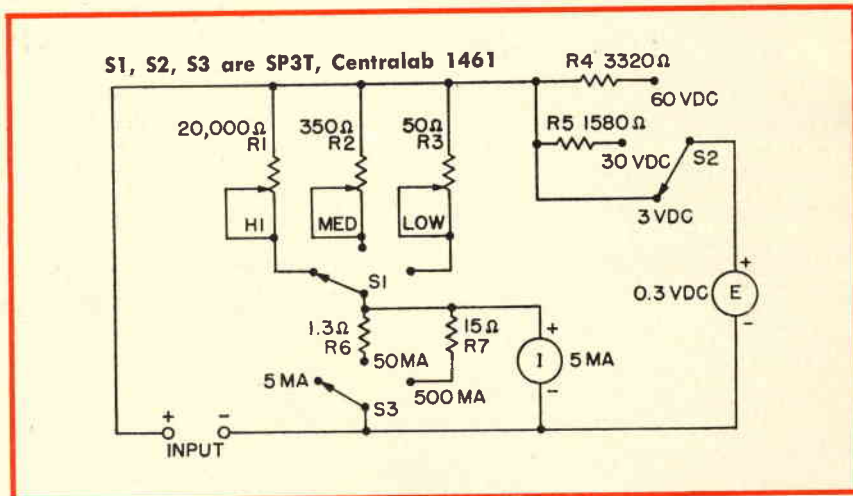 S1, S2, S3 are SP3T, Centralab 1461
R4 3320Ω
60 VDC
20,000Ω
R1
350Ω
R2
50Ω
R3
R5 1580Ω
30 VDC
S2
3 VDC
HI
MED
LOW
S1
+
0.3 VDC
E
-
1.3Ω
R6
15Ω
R7
+
I
5 MA
-
50 MA
5 MA
500 MA
S3
+
-
INPUT